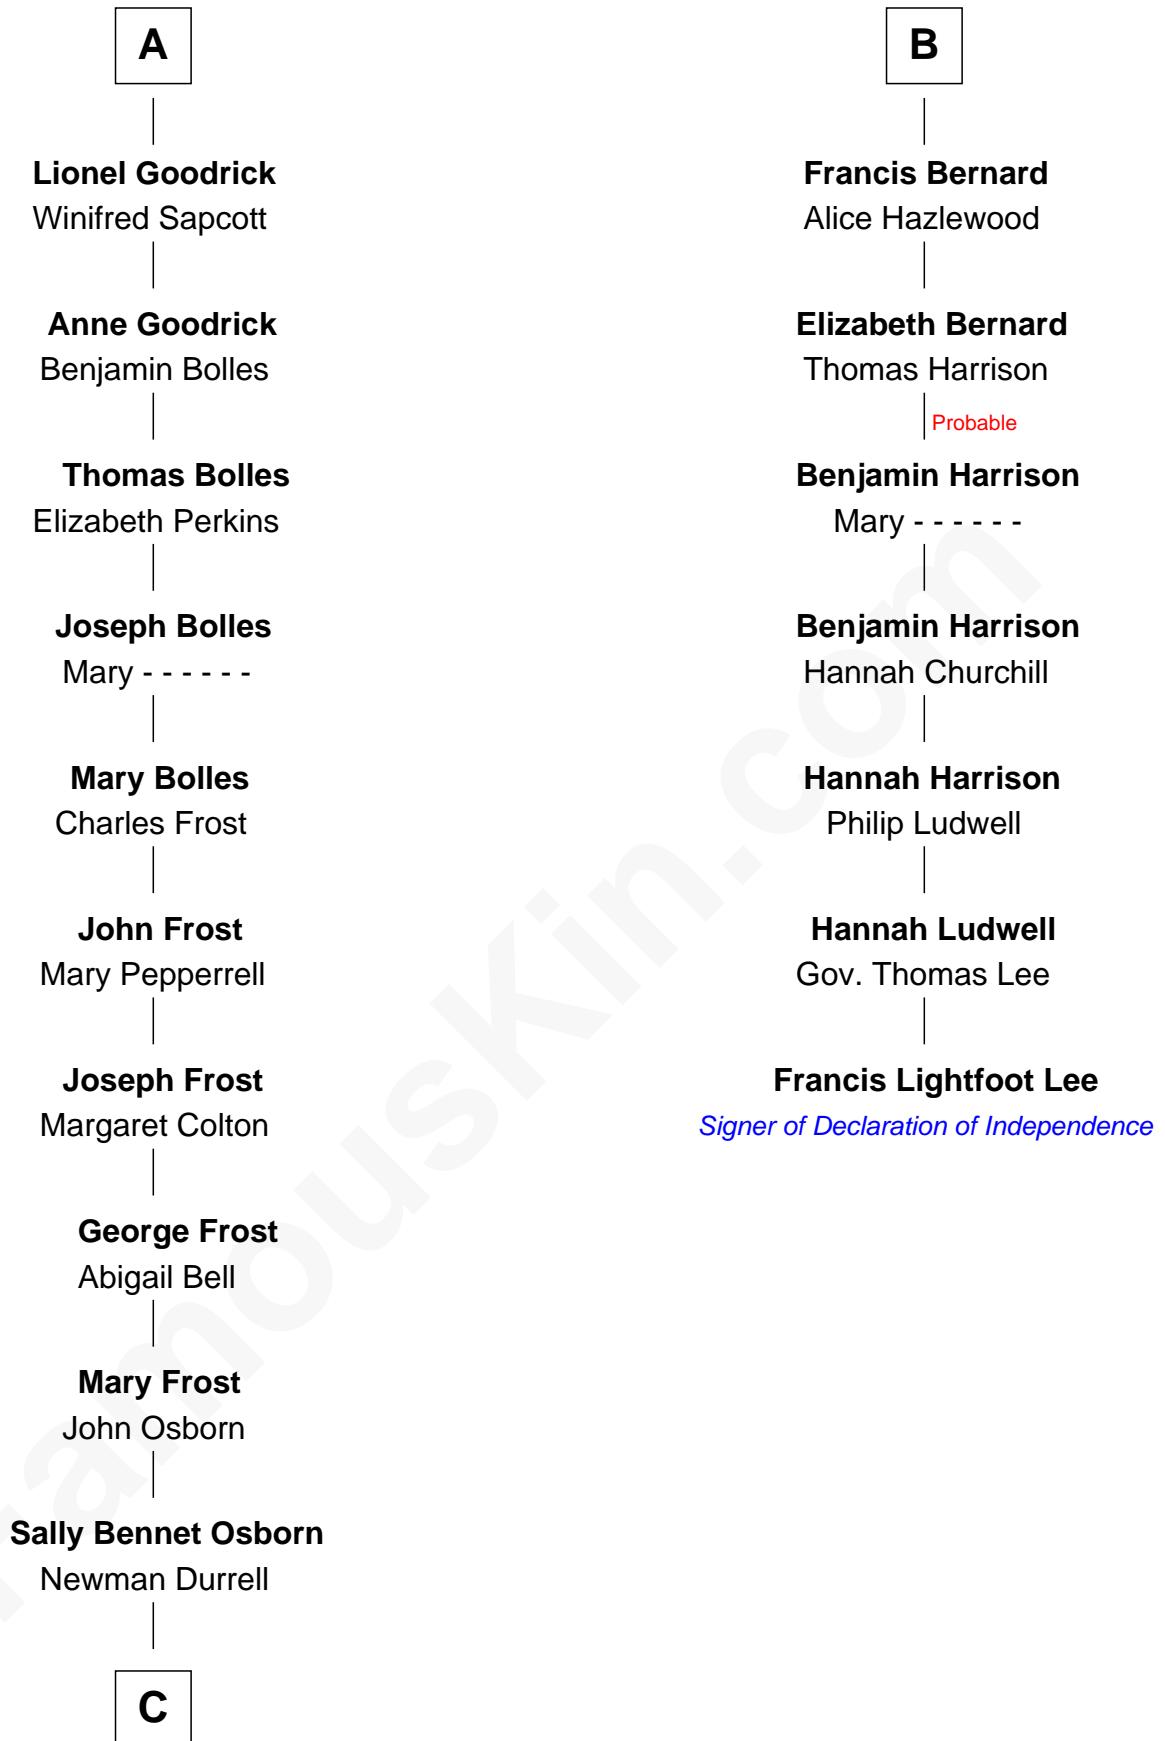 A
Lionel Goodrick
Winifred Sapcott
Anne Goodrick
Benjamin Bolles
Thomas Bolles
Elizabeth Perkins
Joseph Bolles
Mary - - - - - -
Mary Bolles
Charles Frost
John Frost
Mary Pepperrell
Joseph Frost
Margaret Colton
George Frost
Abigail Bell
Mary Frost
John Osborn
Sally Bennet Osborn
Newman Durrell
C
B
Francis Bernard
Alice Hazlewood
Elizabeth Bernard
Thomas Harrison
Probable
Benjamin Harrison
Mary - - - - - -
Benjamin Harrison
Hannah Churchill
Hannah Harrison
Philip Ludwell
Hannah Ludwell
Gov. Thomas Lee
Francis Lightfoot Lee
Signer of Declaration of Independence
FamousKin.com